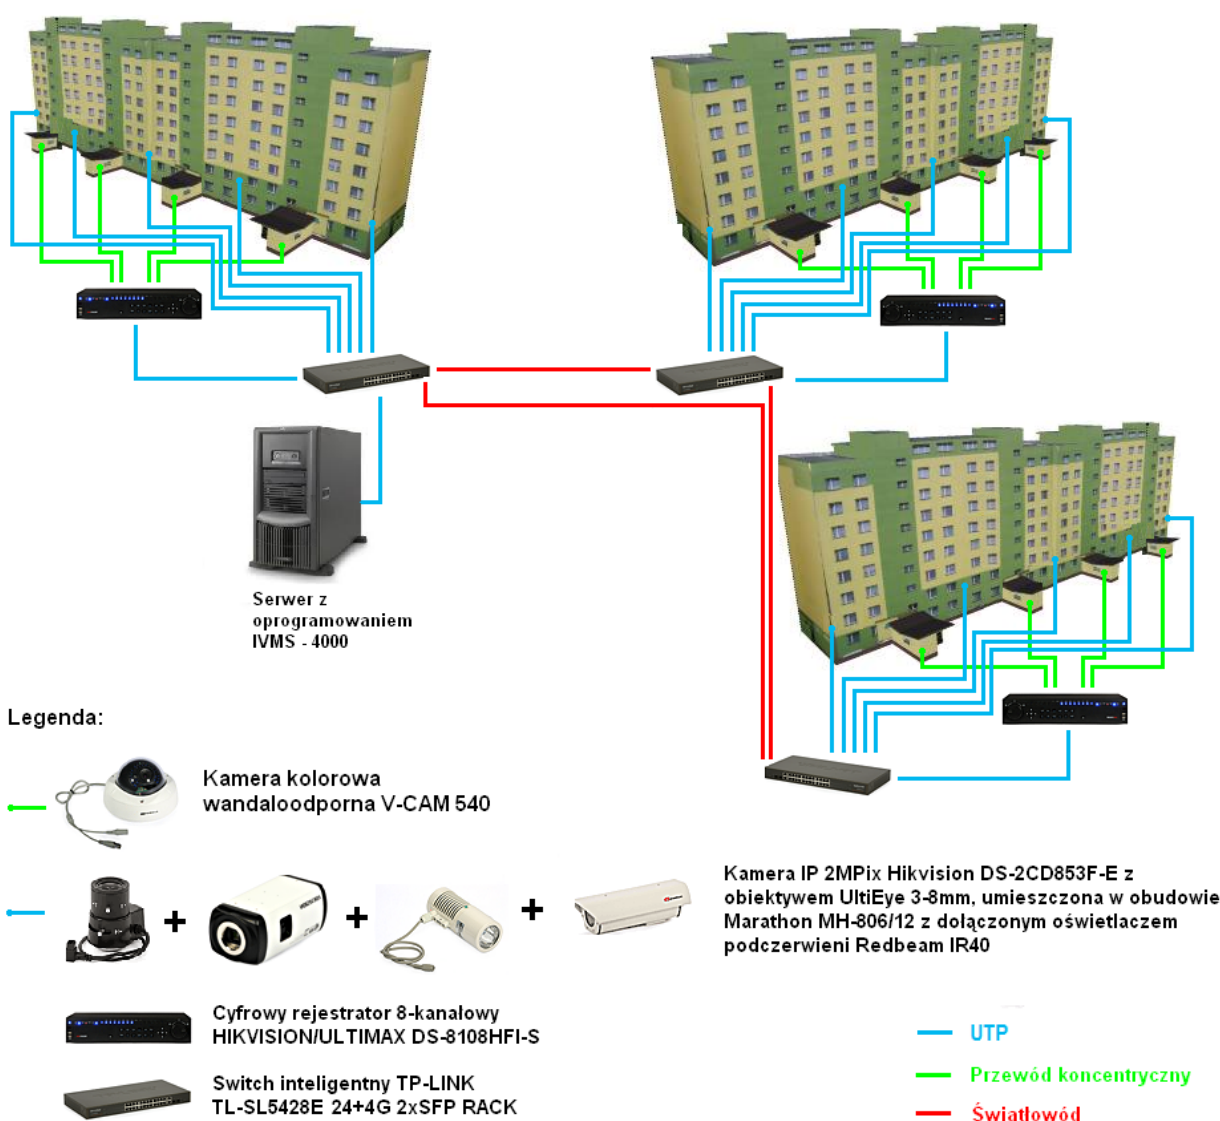 Serwer z
oprogramowaniem
IVMS - 4000
Legenda:
Kamera kolorowa
wandaloodporna V-CAM 540
Kamera IP 2MPix Hikvision DS-2CD853F-E z
obiektywem UltiEye 3-8mm, umieszczona w obudowie
Marathon MH-806/12 z dołączonym oświetlaczem
podczerwieni Redbeam IR40
Cyfrowy rejestrator 8-kanałowy
HIKVISION/ULTIMAX DS-8108HFI-S
Switch inteligentny TP-LINK
TL-SL5428E 24+4G 2xSFP RACK
UTP
Przewód koncentryczny
Światłowód